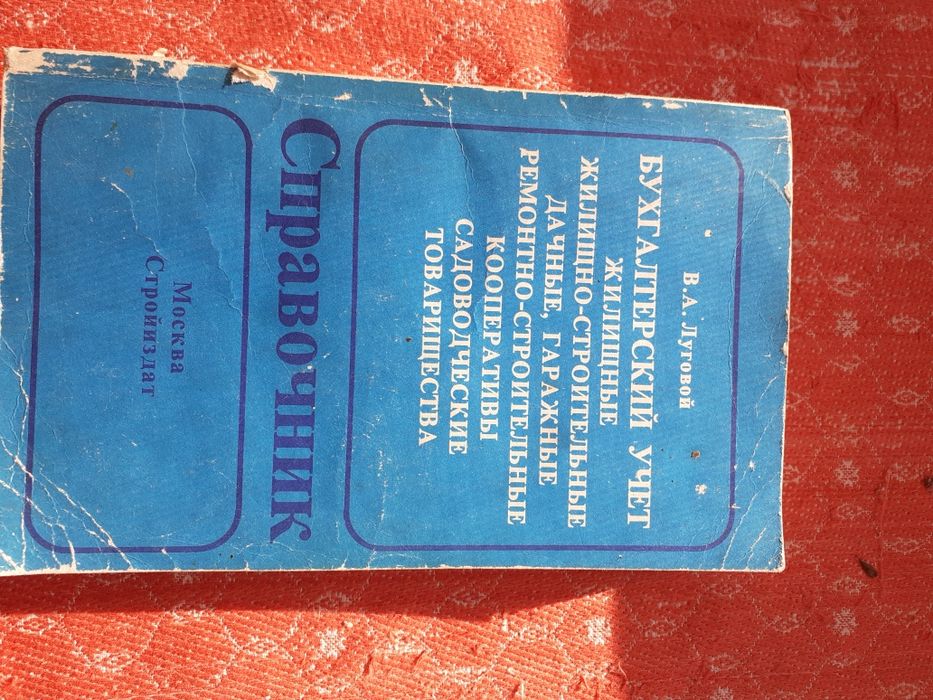 В.А. Луговой
БУХГАЛТЕРСКИЙ УЧЕТ
ЖИЛИЩНЫЕ
ЖИЛИЩНО-СТРОИТЕЛЬНЫЕ
ДАЧНЫЕ, ГАРАЖНЫЕ
РЕМОНТНО-СТРОИТЕЛЬНЫЕ
КООПЕРАТИВЫ
САДОВОДЧЕСКИЕ
ТОВАРИЩЕСТВА
Справочник
Москва
Стройиздат